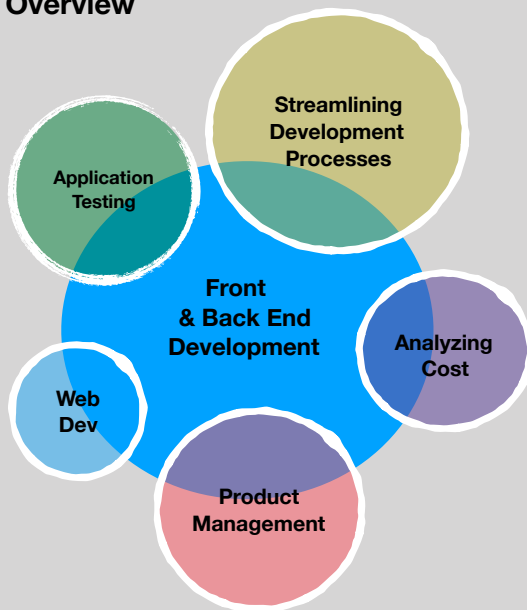 Overview
Streamlining
Development
Processes
Application
Testing
Front
& Back End
Development
Analyzing
Cost
Web
Dev
Product
Management